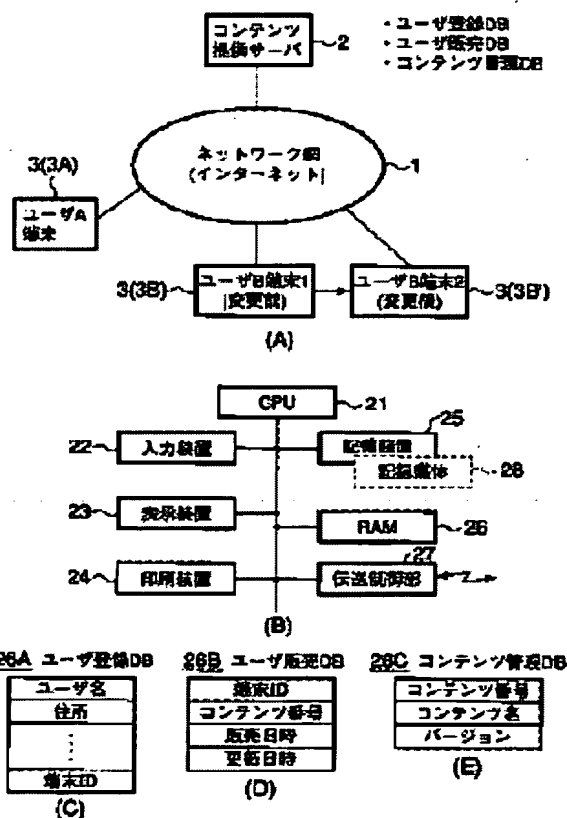 コンテンツ
提供サーバ
2
・ユーザ登録DB
・ユーザ販売DB
・コンテンツ管理DB
ネットワーク網
(インターネット)
1
3(3A)
ユーザA
端末
3(3B)
ユーザB端末1
(変更前)
ユーザB端末2
(変更後)
3(3B')
(A)
CPU
21
22
入力装置
25
記憶装置
記録媒体
28
23
表示装置
RAM
26
24
印刷装置
27
伝送制御部
(B)
26A ユーザ登録DB
ユーザ名
住所
端末ID
(C)
26B ユーザ販売DB
端末ID
コンテンツ番号
販売日時
更新日時
(D)
26C コンテンツ管理DB
コンテンツ番号
コンテンツ名
バージョン
(E)